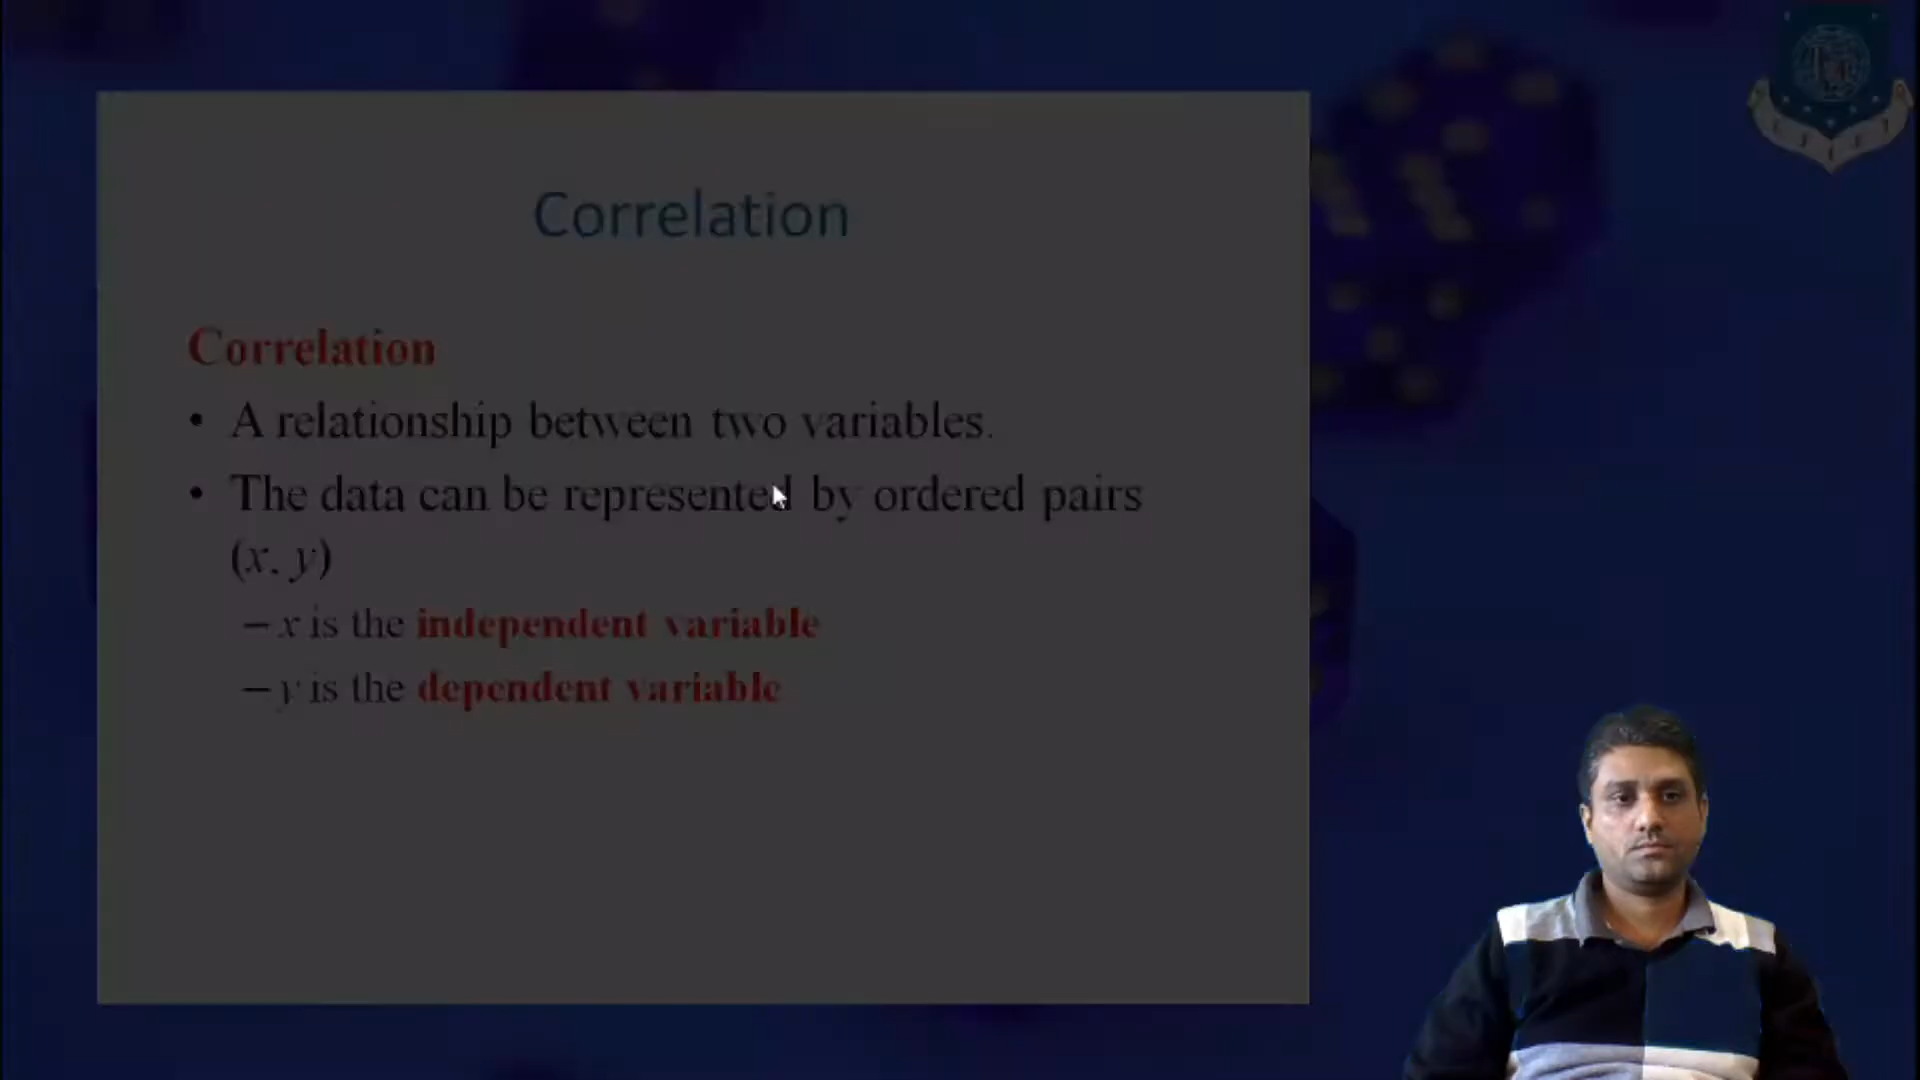 Correlation
Correlation
• A relationship between two variables.
• The data can be represented by ordered pairs
(x, y)
– x is the independent variable
– y is the dependent variable